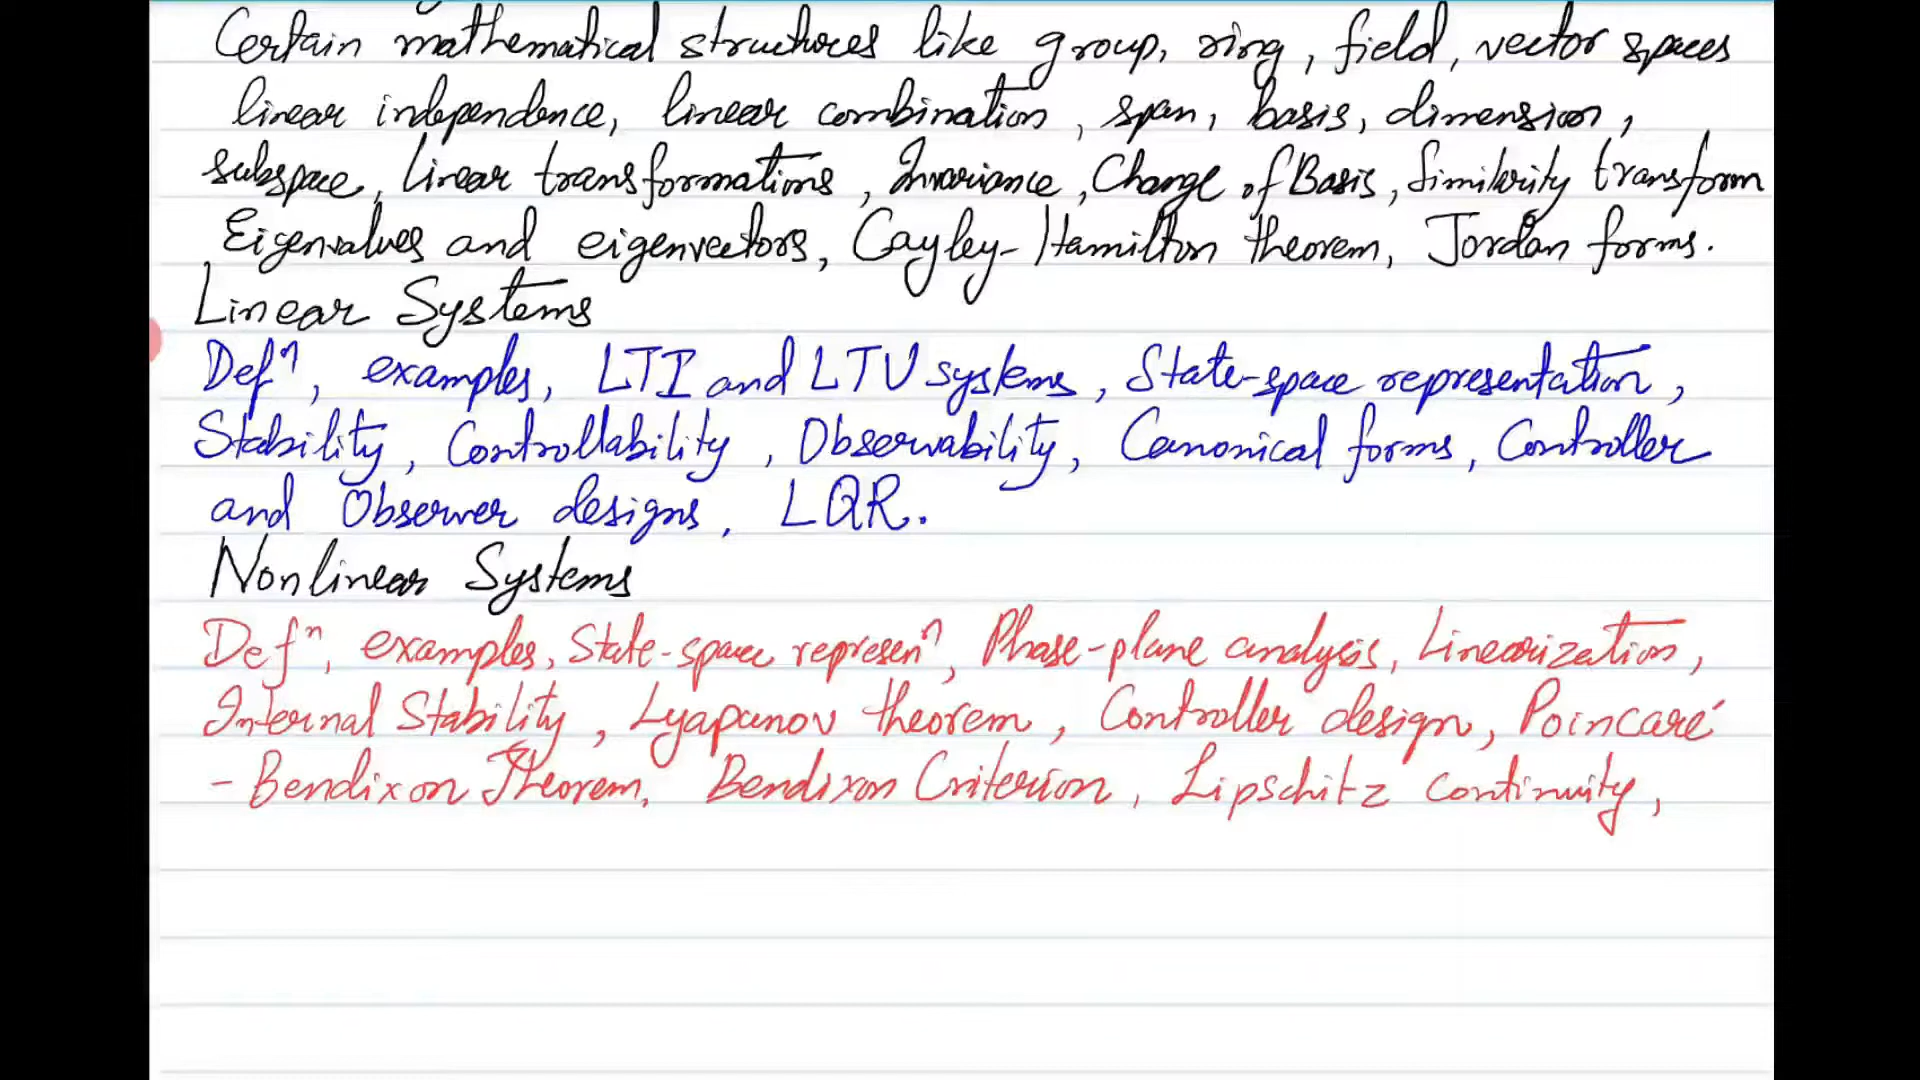 Certain mathematical structures like group, ring, field, vector spaces
linear independence, linear combination, span, basis, dimension,
subspace, Linear transformations, Invariance, Change of Basis, Similarity transform
Eigenvalues and eigenvectors, Cayley-Hamilton theorem, Jordan forms.
Linear Systems
Defⁿ, examples, LTI and LTV systems, State-space representation,
Stability, Controllability, Observability, Canonical forms, Controller
and Observer designs, LQR.
Nonlinear Systems
Defⁿ, examples, State-space represenⁿ, Phase-plane analysis, Linearization,
Internal Stability, Lyapunov theorem, Controller design, Poincaré
- Bendixon Theorem, Bendixon Criterion, Lipschitz continuity,